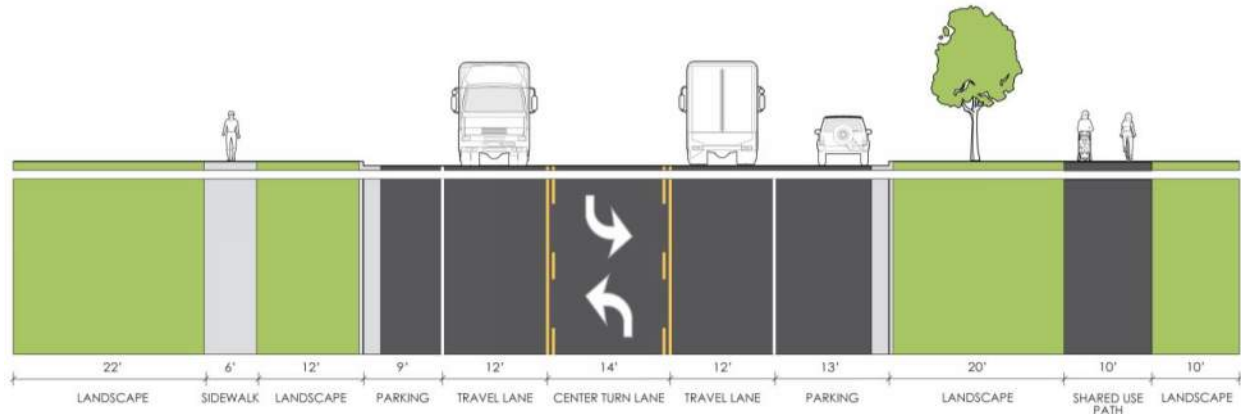 22' 6' 12' 9' 12' 14' 12' 13' 20' 10' 10'
LANDSCAPE SIDEWALK LANDSCAPE PARKING TRAVEL LANE CENTER TURN LANE TRAVEL LANE PARKING LANDSCAPE SHARED USE LANDSCAPE
PATH